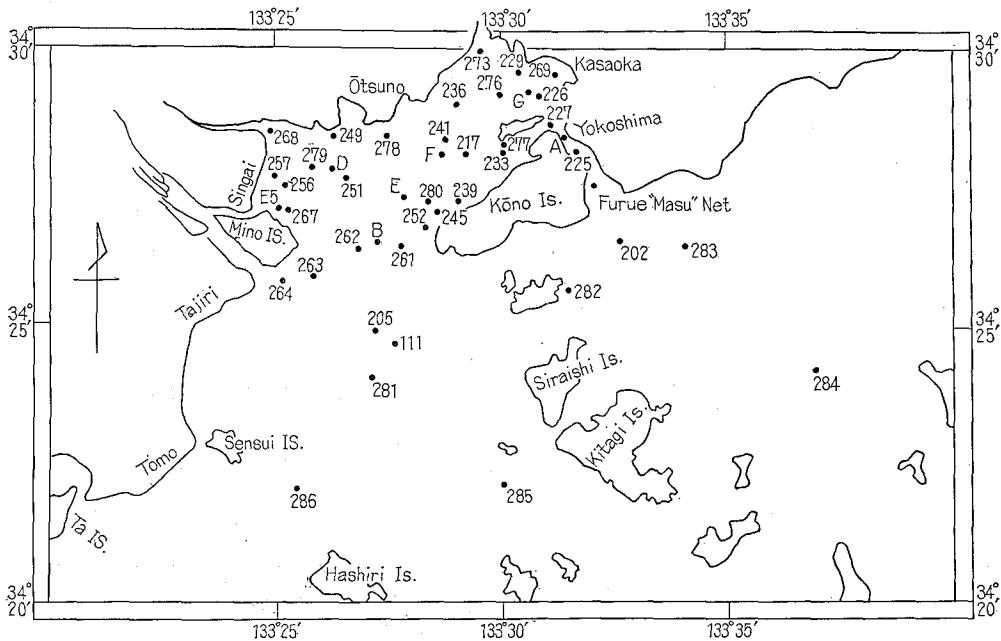 133°25' 133°30' 133°35'
34° 30'
34° 30'
273 229 269 Kasaoka
Ōtsuno 236 276 G 226
227
268 249 278 241 277 A Yokoshima
279 D F 217 233 225
257 256 251
Singai E 280 239 Kōno Is. Furue "Masu" Net
E5 267 252 245
Mino IS. 262 B 261 202 283
263
264 282
Tajiri
34° 25'
34° 25'
205
111
281 Siraishi Is. 284
Sensui IS. Kitagi Is.
Tomo
286 285
Ta IS.
Hashiri Is.
34° 20'
34° 20'
133°25' 133°30' 133°35'